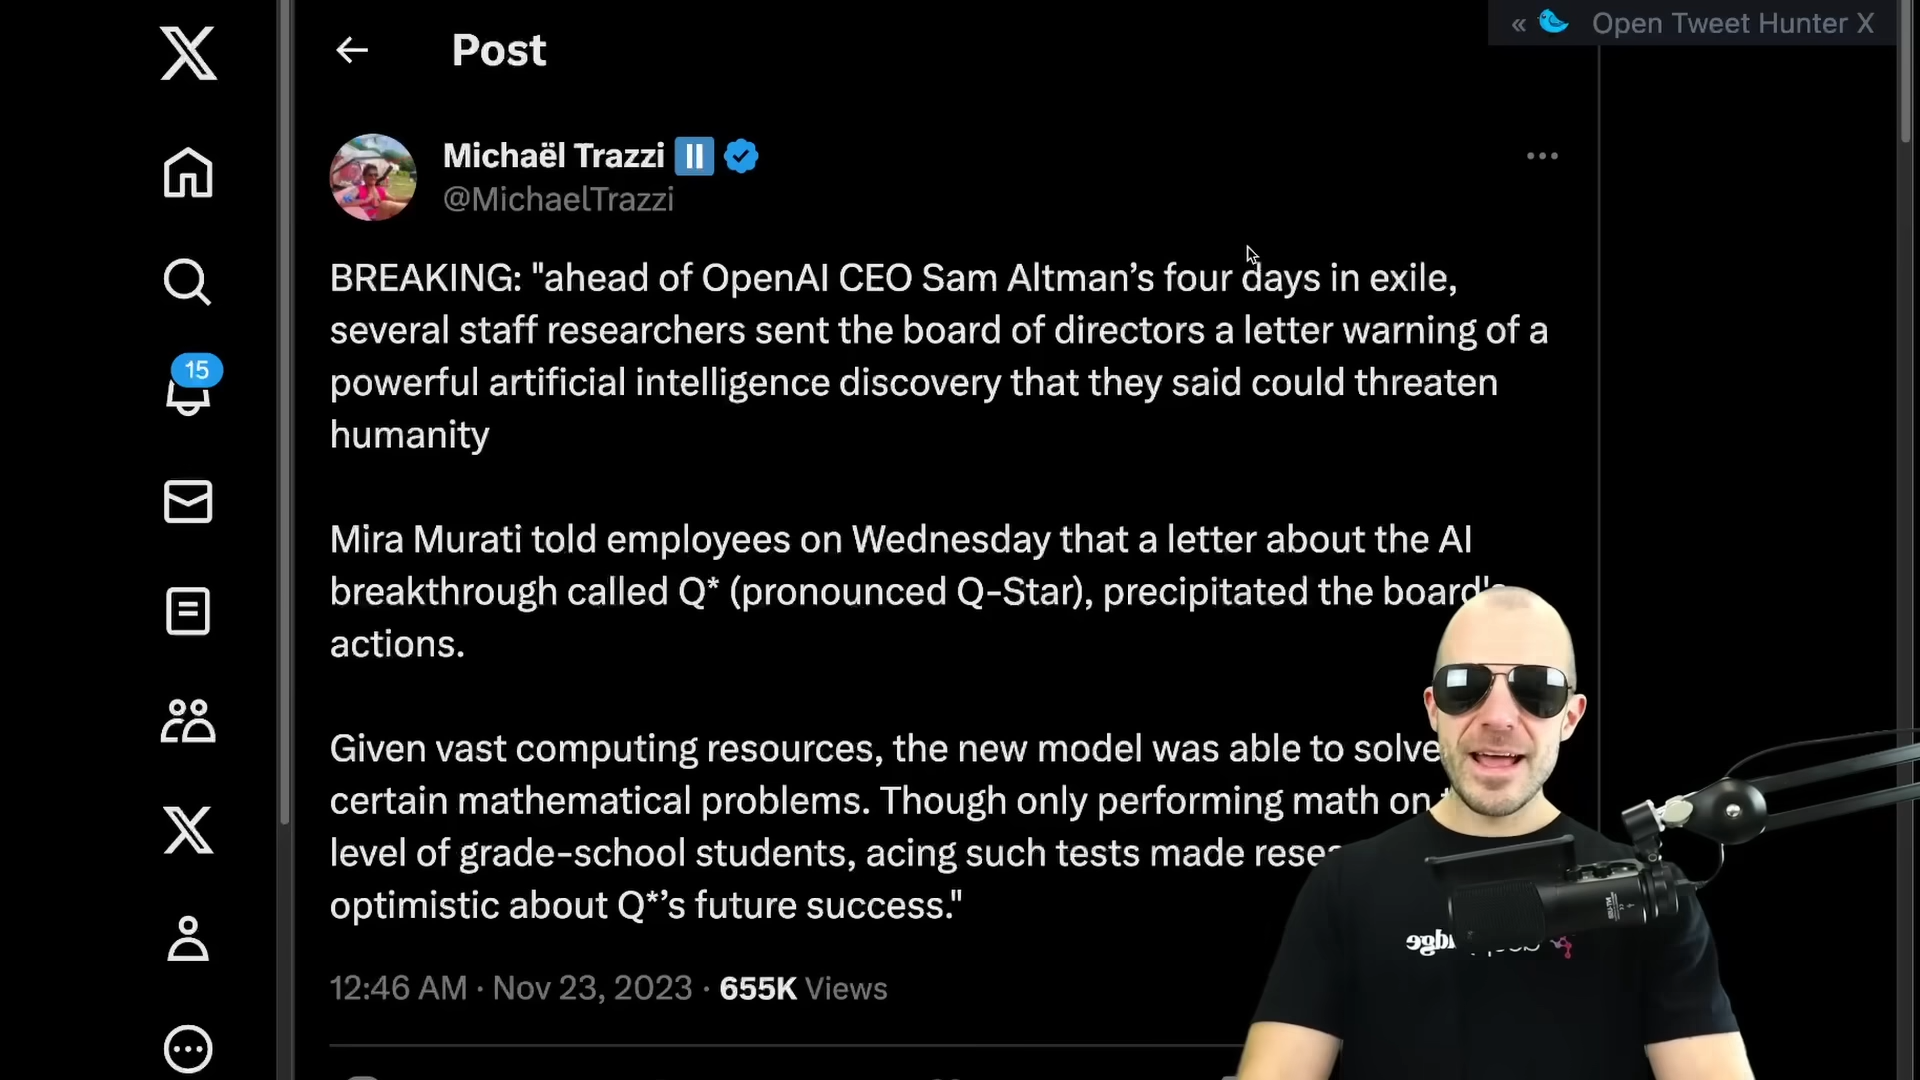 « Open Tweet Hunter X
Post
Michaël Trazzi
@MichaelTrazzi
BREAKING: "ahead of OpenAI CEO Sam Altman’s four days in exile,
several staff researchers sent the board of directors a letter warning of a
powerful artificial intelligence discovery that they said could threaten
humanity
15
Mira Murati told employees on Wednesday that a letter about the AI
breakthrough called Q* (pronounced Q-Star), precipitated the board's
actions.
Given vast computing resources, the new model was able to solve
certain mathematical problems. Though only performing math on
level of grade-school students, acing such tests made
optimistic about Q*’s future success."
12:46 AM · Nov 23, 2023 · 655K Views